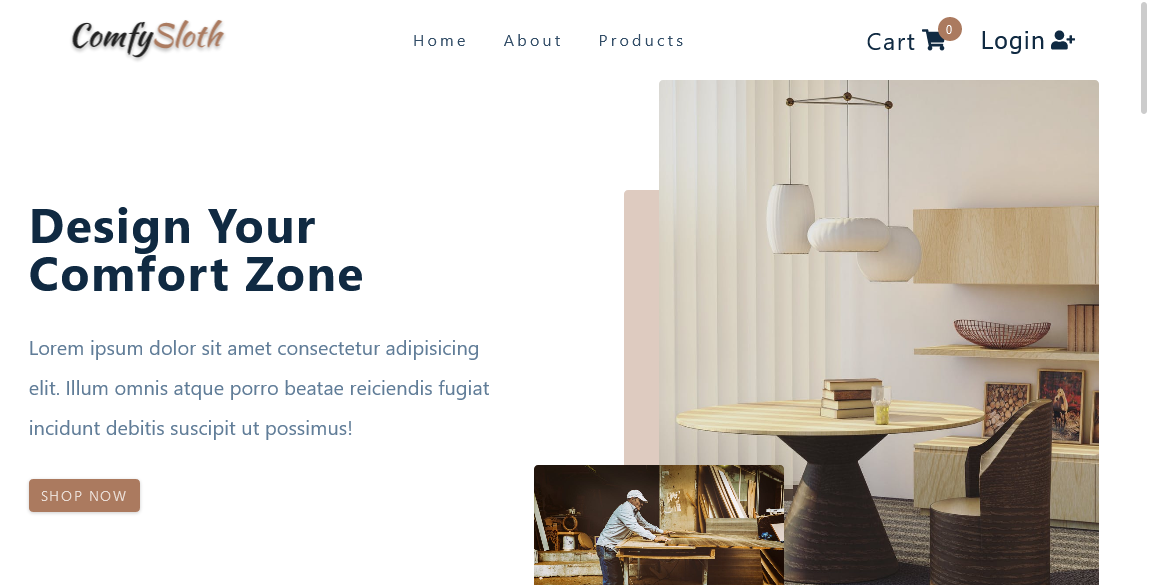 ComfySloth
Home About Products
Cart 0 Login
Design Your
Comfort Zone
Lorem ipsum dolor sit amet consectetur adipisicing
elit. Illum omnis atque porro beatae reiciendis fugiat
incidunt debitis suscipit ut possimus!
SHOP NOW